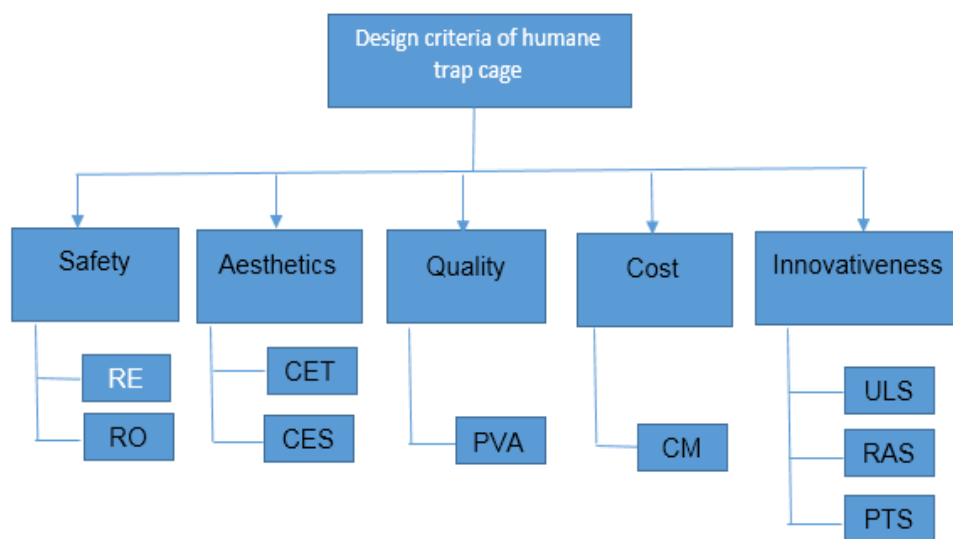 Design criteria of humane
trap cage
Safety
Aesthetics
Quality
Cost
Innovativeness
RE
RO
CET
CES
PVA
CM
ULS
RAS
PTS